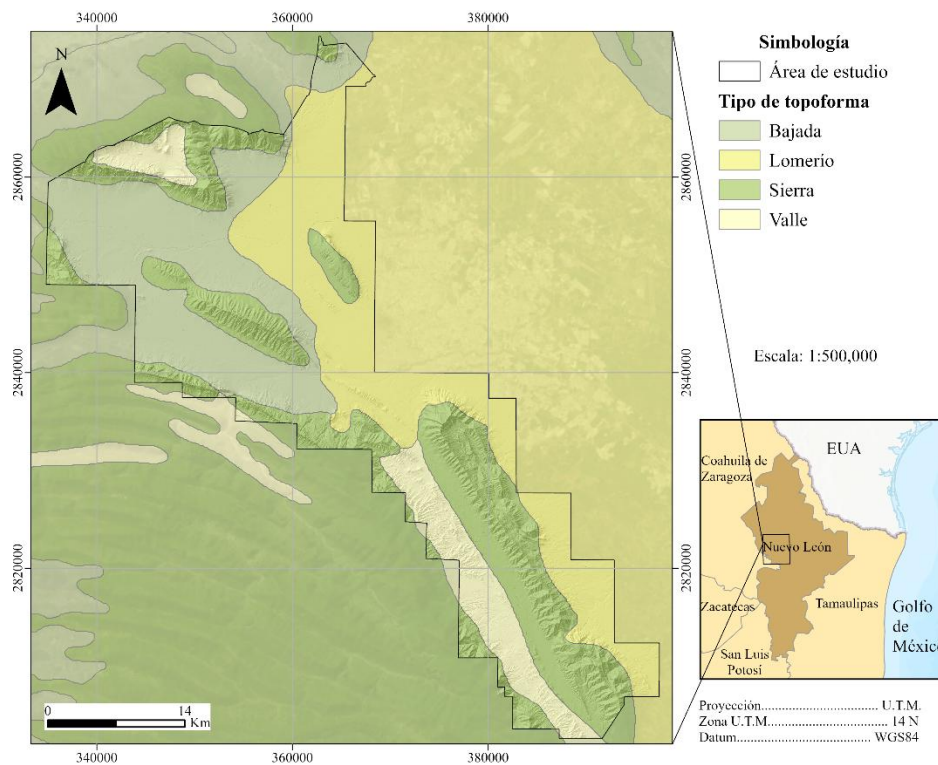 340000
360000
380000
N
2860000
2860000
2840000
2840000
2820000
2820000
0
14
Km
340000
360000
380000
Simbología
Área de estudio
Tipo de topoforma
Bajada
Lomerio
Sierra
Valle
Escala: 1:500,000
EUA
Coahuila de
Zaragoza
Nuevo León
Zacatecas
Tamaulipas
Golfo
de
México
San Luis
Potosí
Proyección............... U.T.M.
Zona U.T.M..................... 14 N
Datum......................... WGS84